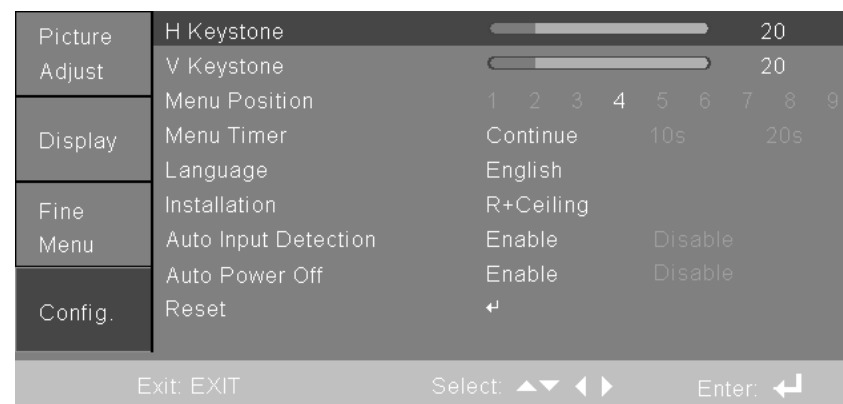 Picture
Adjust
Display
Fine
Menu
Config.
H Keystone 20
V Keystone 20
Menu Position 1 2 3 4 5 6 7 8 9
Menu Timer Continue 10s 20s
Language English
Installation R+Ceiling
Auto Input Detection Enable Disable
Auto Power Off Enable Disable
Reset ↵
Exit: EXIT Select: ▲▼ ◀ ▶ Enter: ↵